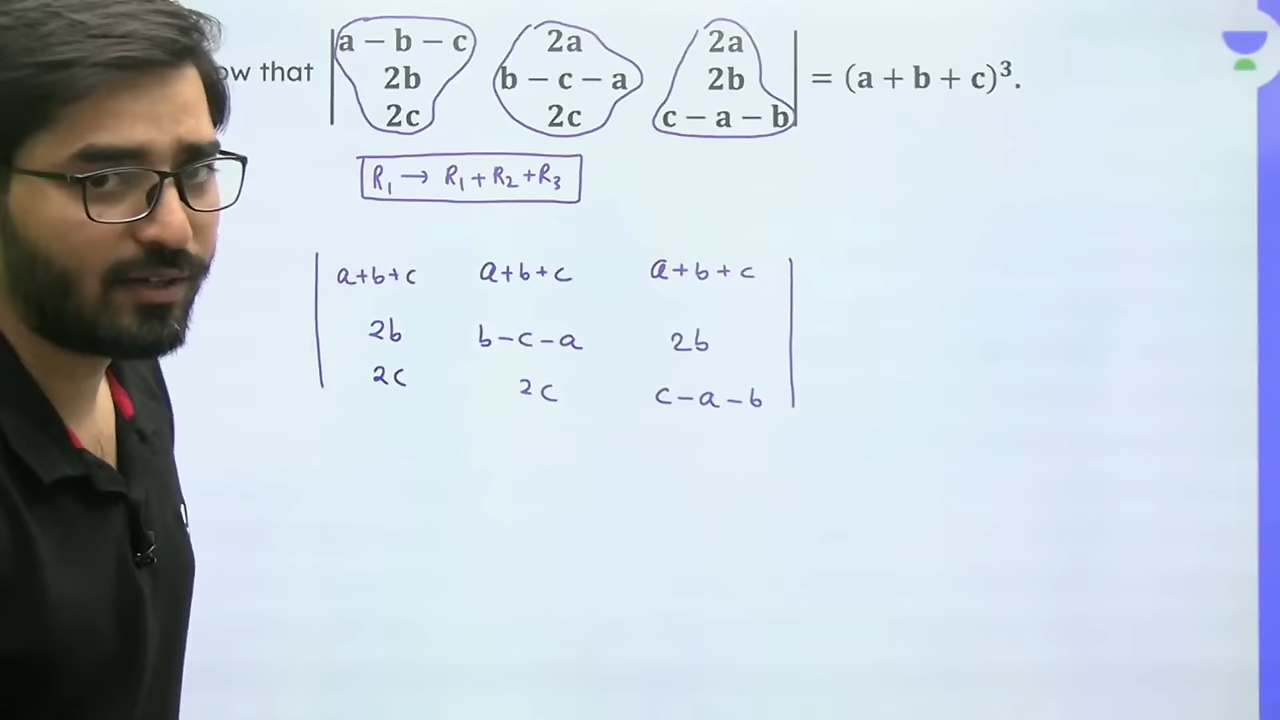 ow that | a − b − c 2a 2a |
| 2b b − c − a 2b | = (a + b + c)³.
| 2c 2c c − a − b |
R₁ → R₁ + R₂ + R₃
| a+b+c a+b+c a+b+c |
| 2b b−c−a 2b |
| 2c 2c c−a−b |